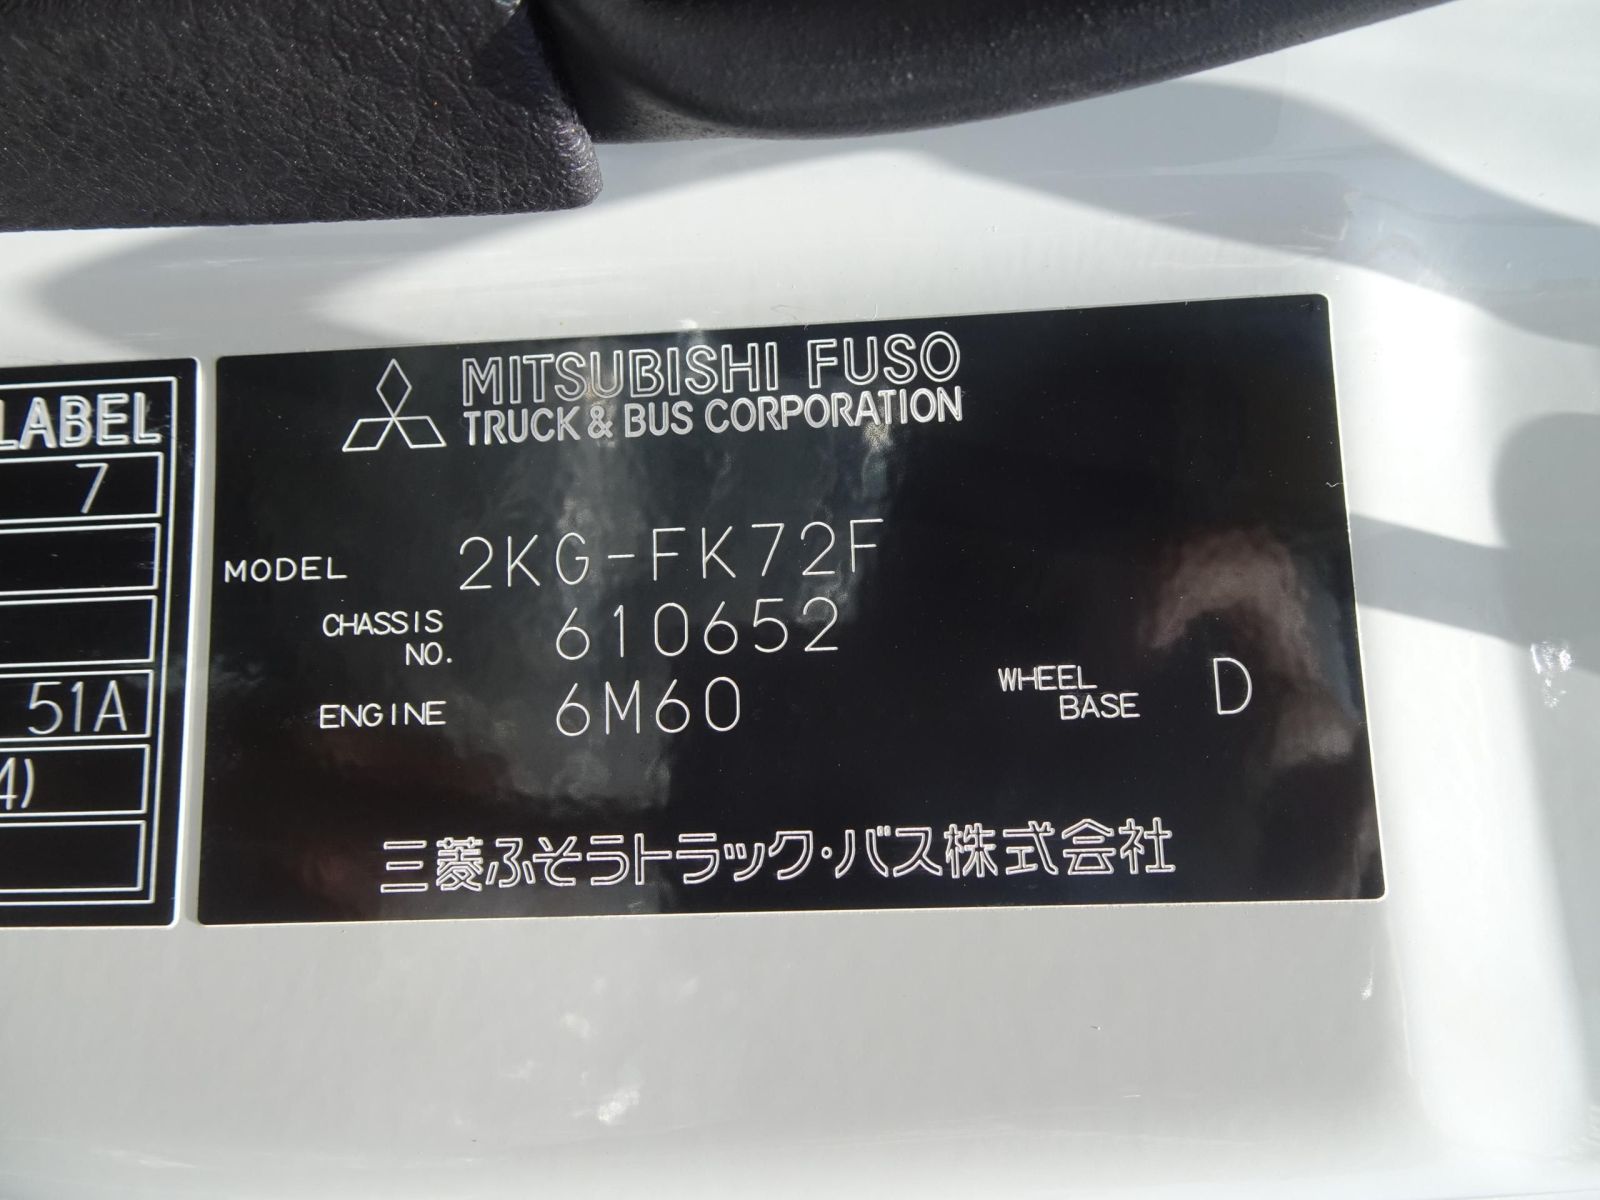 LABEL
7
51A
4)
MITSUBISHI FUSO
TRUCK & BUS CORPORATION
MODEL 2KG-FK72F
CHASSIS NO. 610652
ENGINE 6M60
WHEEL BASE D
三菱ふそうトラック・バス株式会社